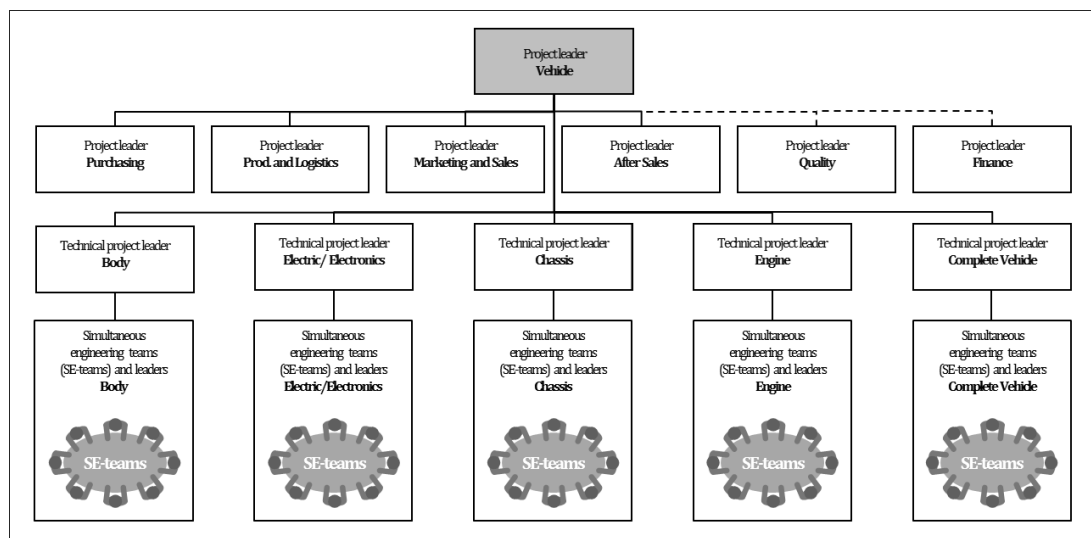 Project leader
Vehicle
Project leader
Purchasing
Project leader
Prod. and Logistics
Project leader
Marketing and Sales
Project leader
After Sales
Project leader
Quality
Project leader
Finance
Technical project leader
Body
Technical project leader
Electric/ Electronics
Technical project leader
Chassis
Technical project leader
Engine
Technical project leader
Complete Vehicle
Simultaneous
engineering teams
(SE-teams) and leaders
Body
SE-teams
Simultaneous
engineering teams
(SE-teams) and leaders
Electric/Electronics
SE-teams
Simultaneous
engineering teams
(SE-teams) and leaders
Chassis
SE-teams
Simultaneous
engineering teams
(SE-teams) and leaders
Engine
SE-teams
Simultaneous
engineering teams
(SE-teams) and leaders
Complete Vehicle
SE-teams